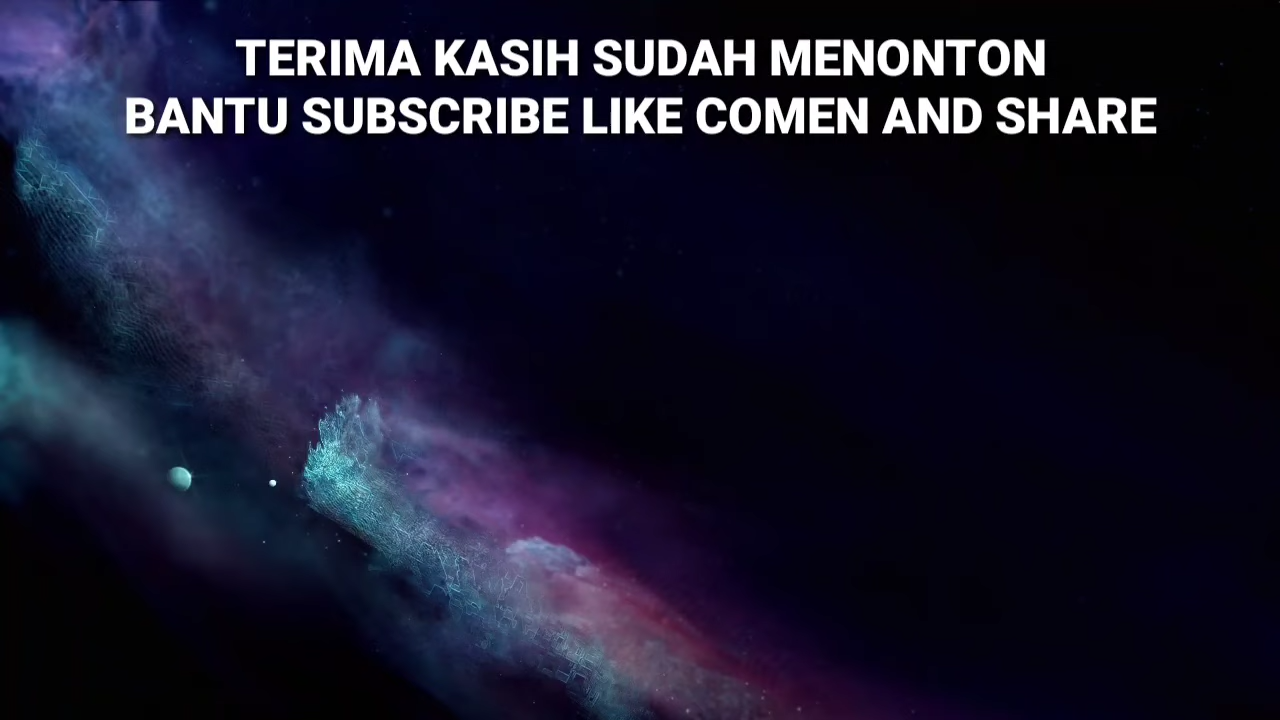 TERIMA KASIH SUDAH MENONTON
BANTU SUBSCRIBE LIKE COMEN AND SHARE